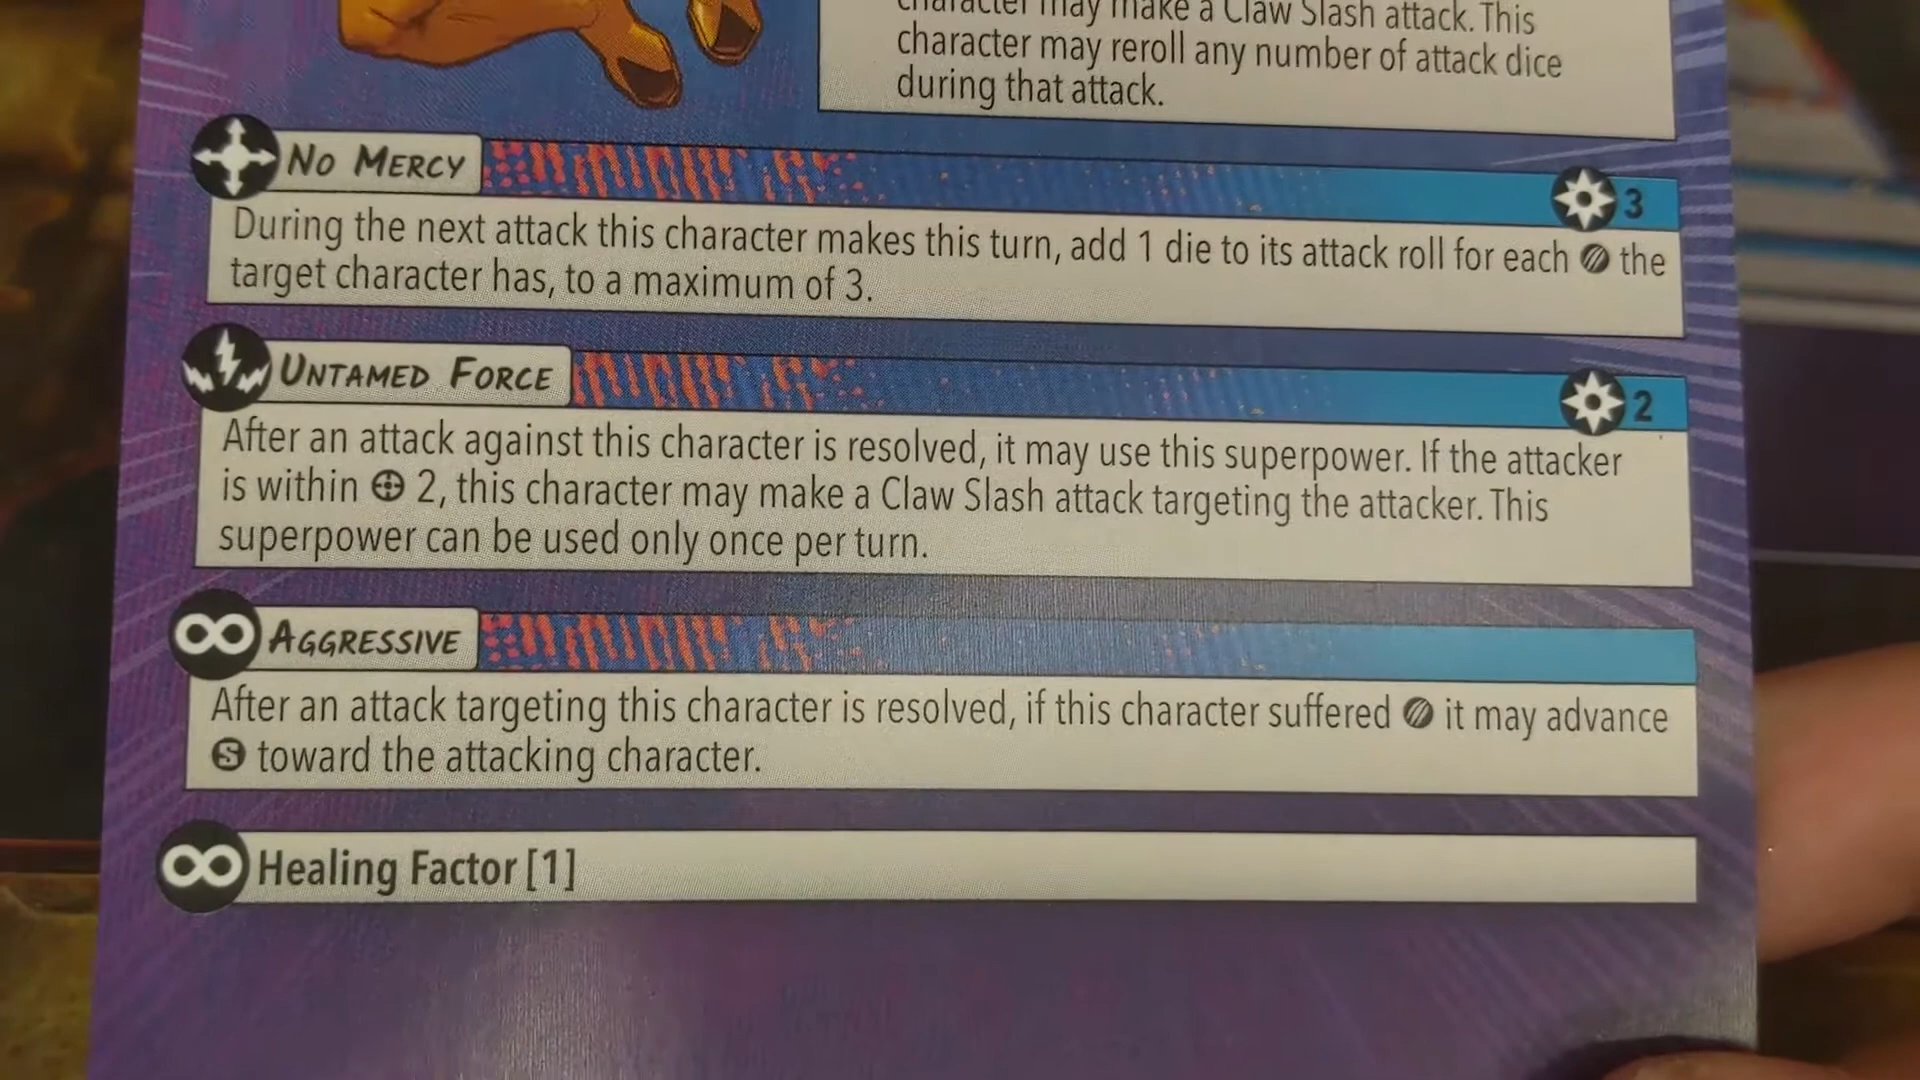 character may make a Claw Slash attack. This
character may reroll any number of attack dice
during that attack.
NO MERCY 3
During the next attack this character makes this turn, add 1 die to its attack roll for each the
target character has, to a maximum of 3.
UNTAMED FORCE 2
After an attack against this character is resolved, it may use this superpower. If the attacker
is within 2, this character may make a Claw Slash attack targeting the attacker. This
superpower can be used only once per turn.
AGGRESSIVE
After an attack targeting this character is resolved, if this character suffered it may advance
S toward the attacking character.
Healing Factor [1]